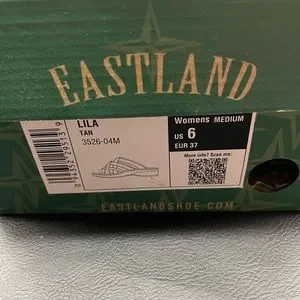 EASTLAND
LILA
TAN
3526-04M
Womens MEDIUM
US 6
EUR 37
More Info? Scan me:
EASTLANDSHOE.COM